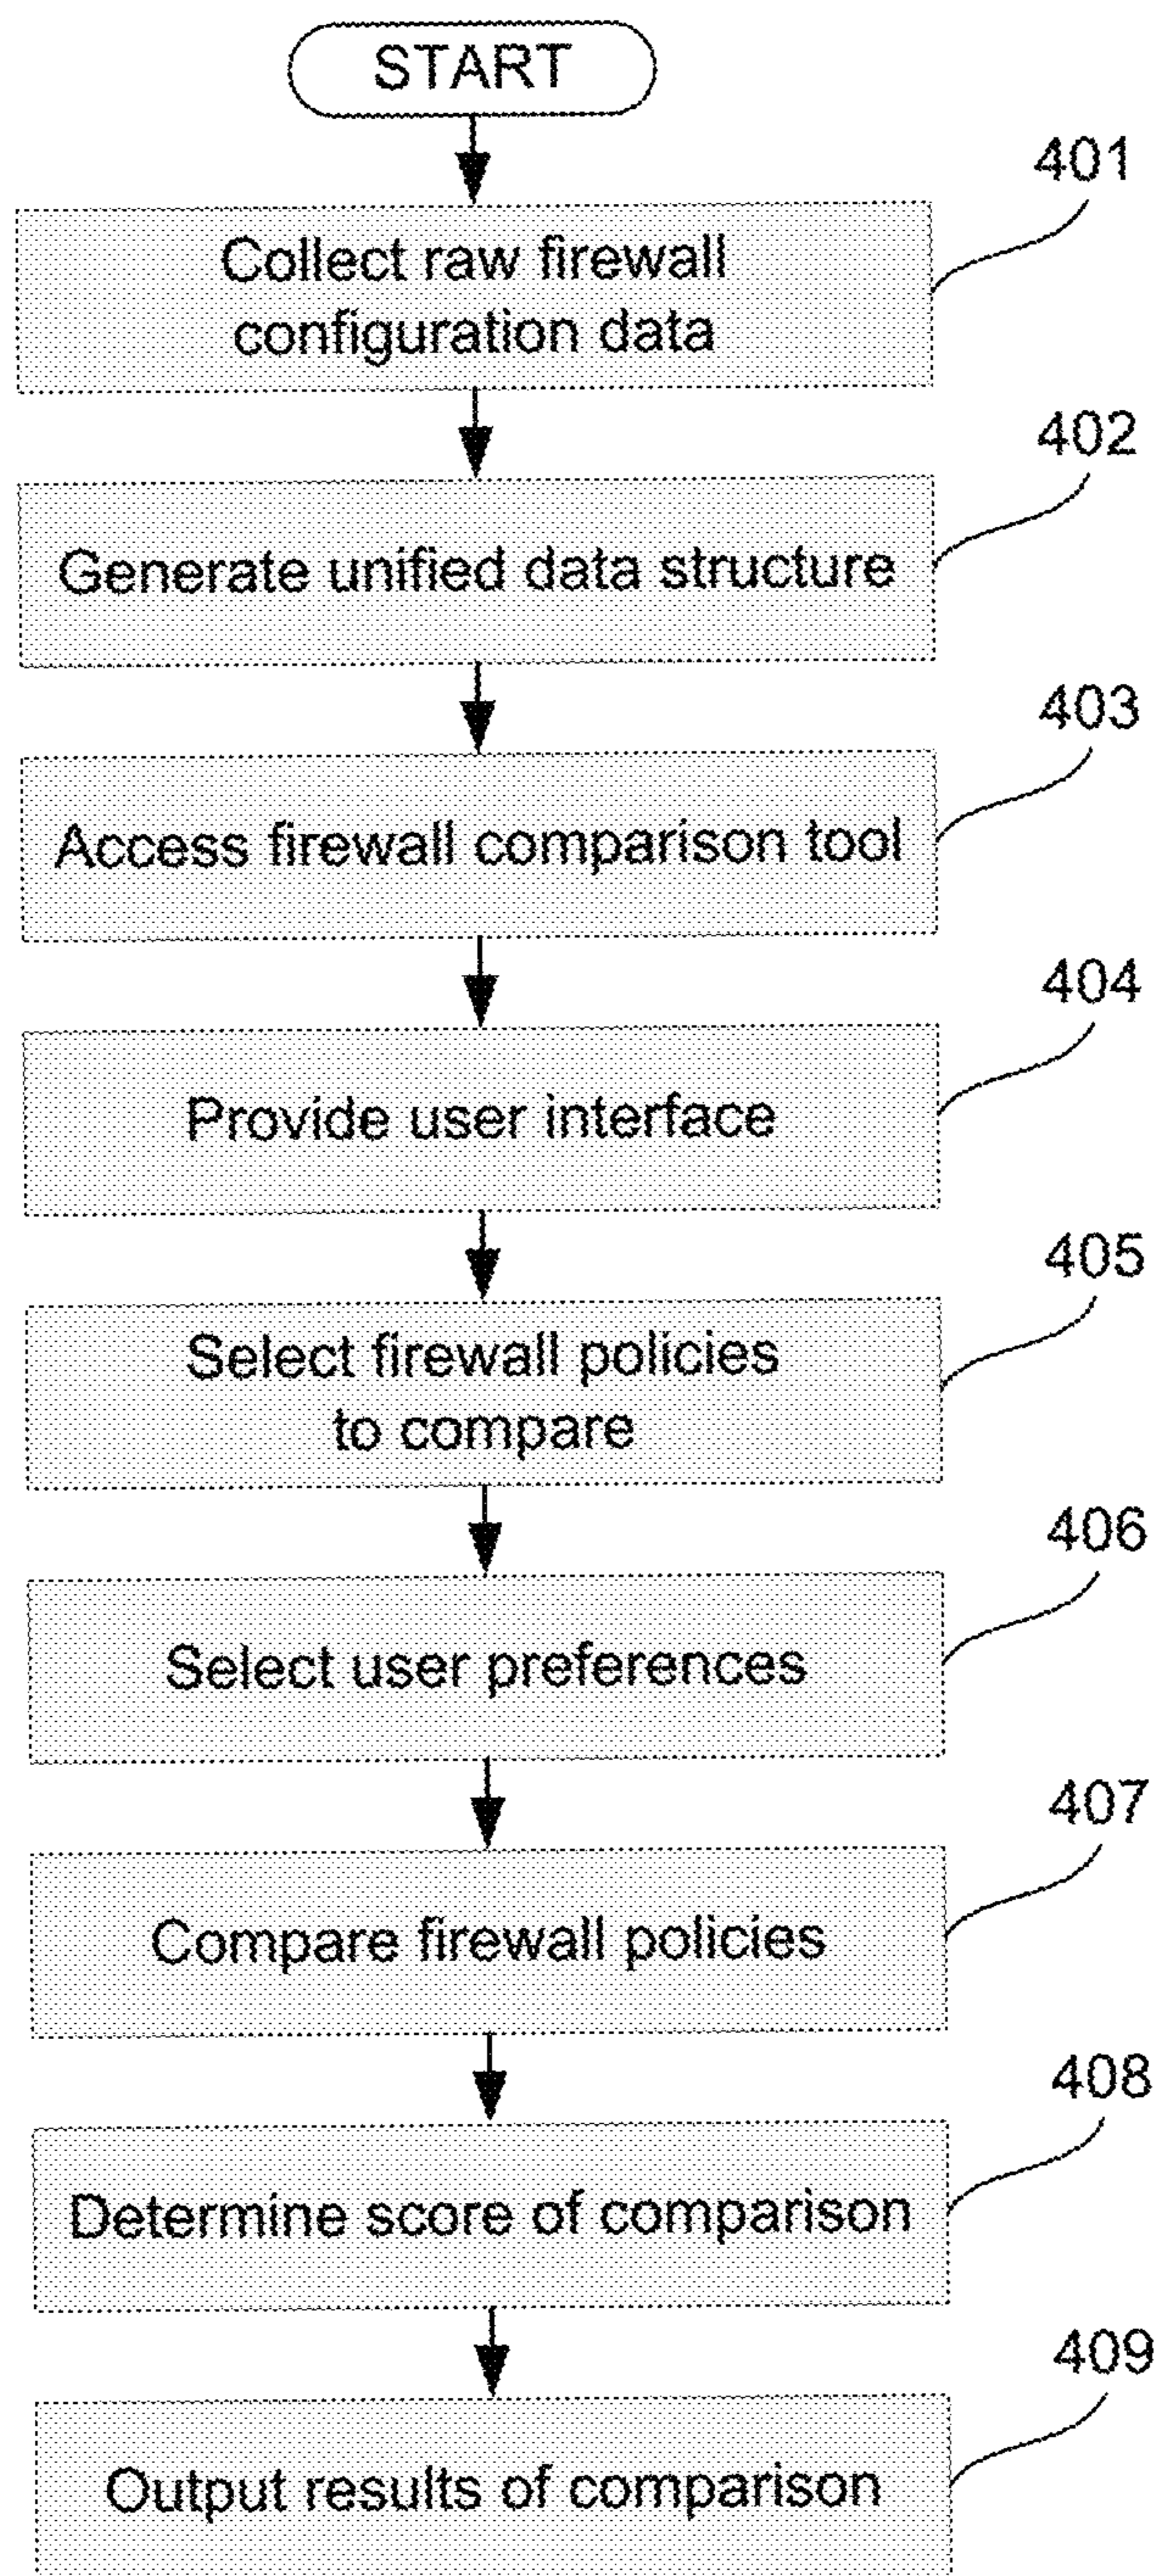 START
401
Collect raw firewall
configuration data
402
Generate unified data structure
403
Access firewall comparison tool
404
Provide user interface
405
Select firewall policies
to compare
406
Select user preferences
407
Compare firewall policies
408
Determine score of comparison
409
Output results of comparison